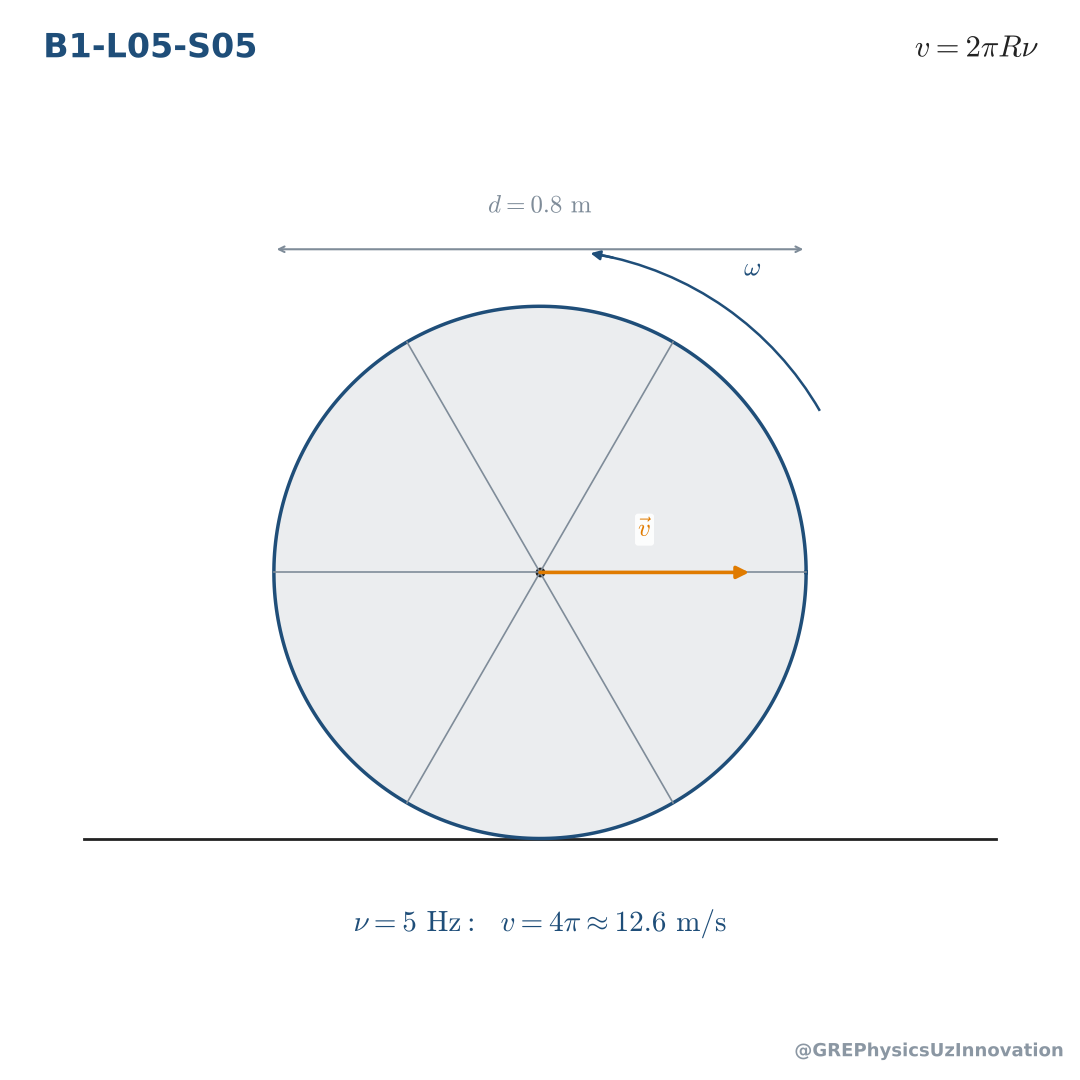 B1-L05-S05
v = 2πRν
d = 0.8 m
ω
v⃗
ν = 5 Hz :   v = 4π ≈ 12.6 m/s
@GREPhysicsUzInnovation